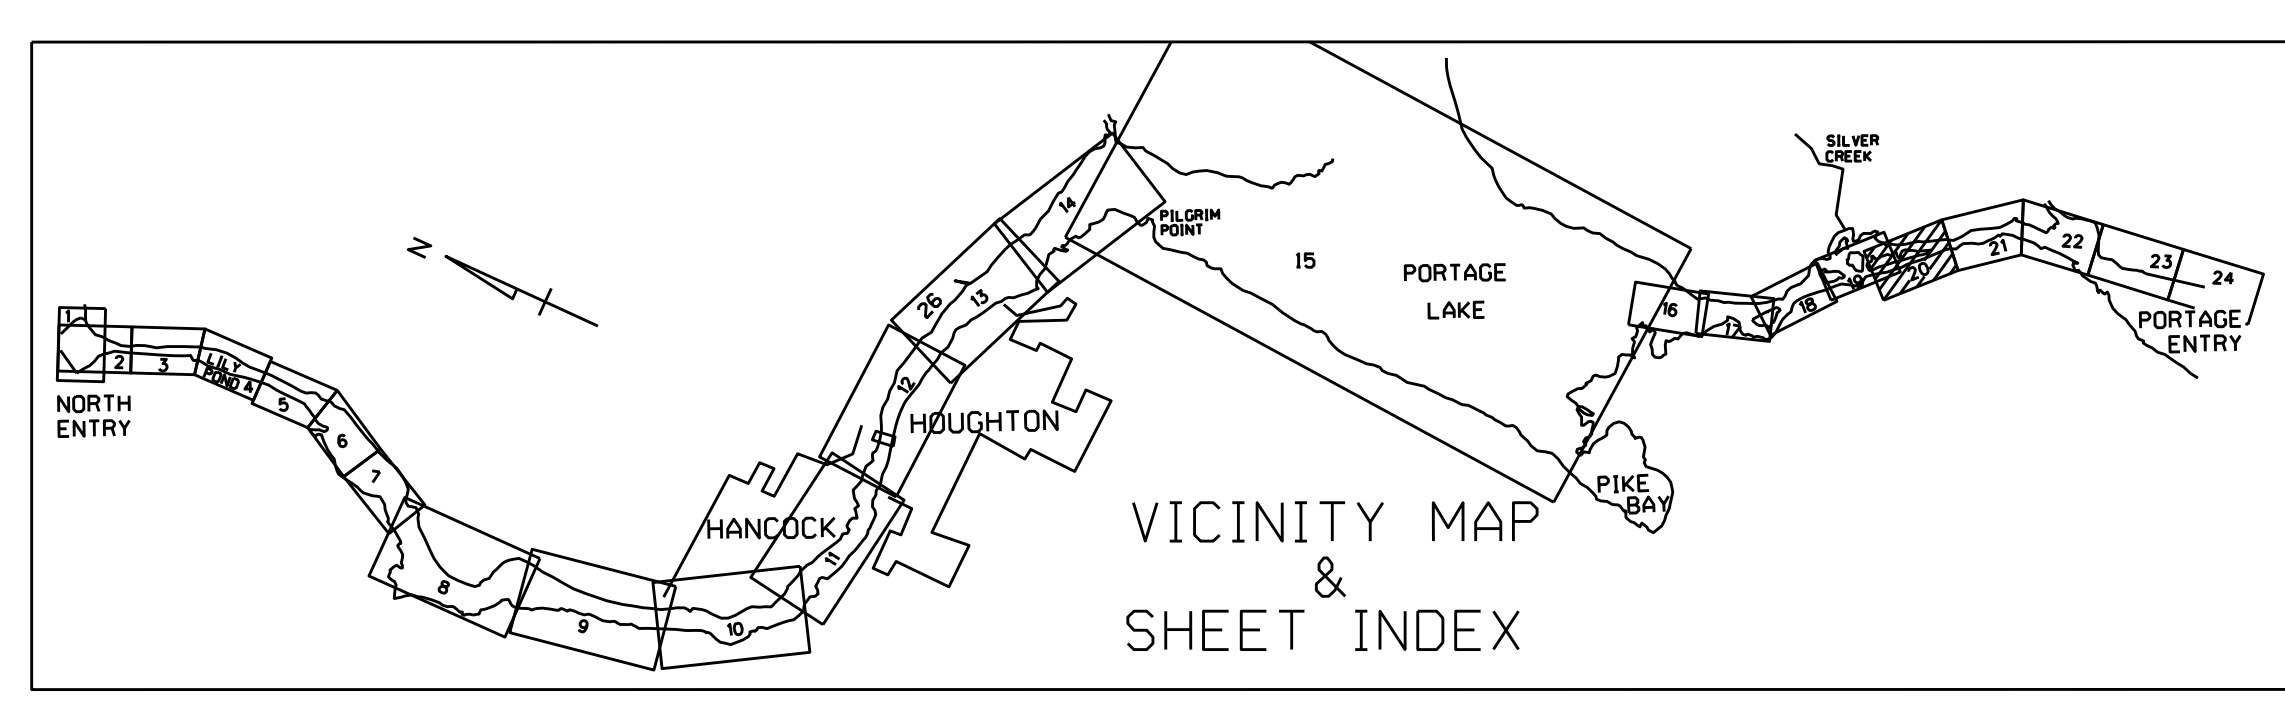 1
2
3
LILY
POND 4
5
6
7
8
9
10
11
12
13
14
15
16
17
18
19
20
21
22
23
24
26
N
NORTH
ENTRY
HANCOCK
HOUGHTON
PILGRIM
POINT
PORTAGE
LAKE
SILVER
CREEK
PIKE
BAY
PORTAGE
ENTRY
VICINITY MAP
&
SHEET INDEX